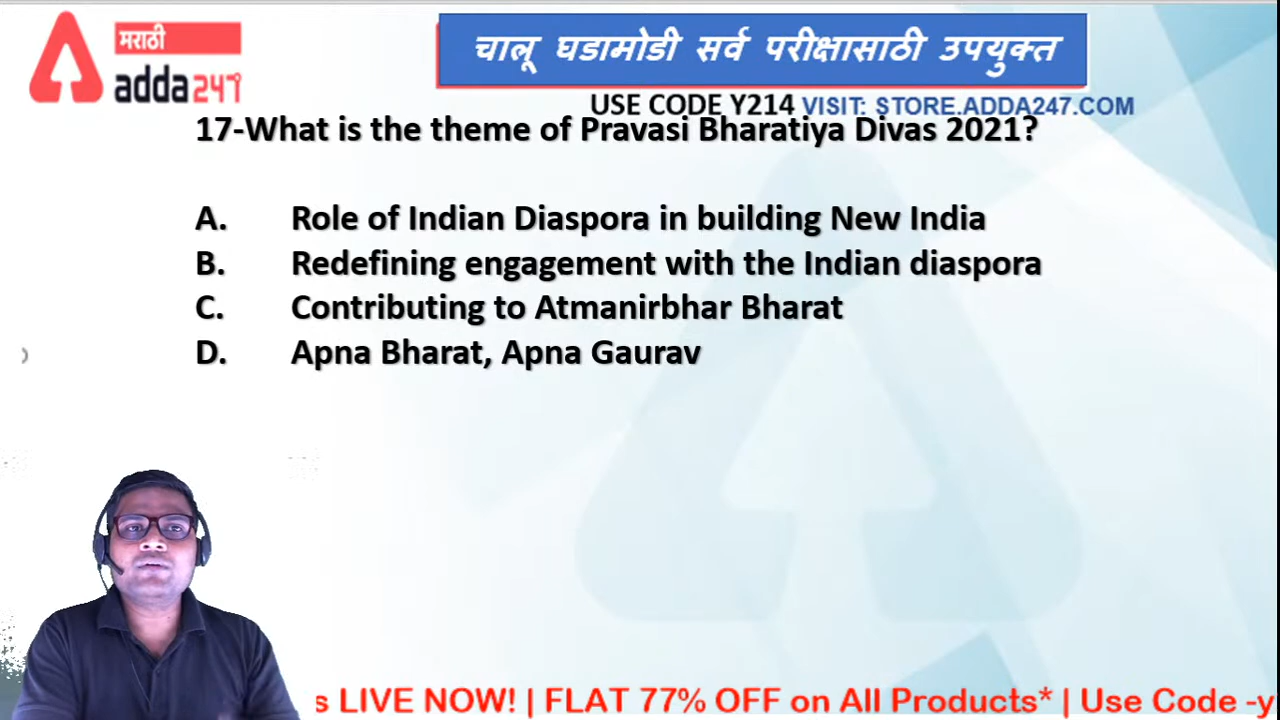 मराठी
adda247
चालू घडामोडी सर्व परीक्षासाठी उपयुक्त
USE CODE Y214 VISIT: STORE.ADDA247.COM
17-What is the theme of Pravasi Bharatiya Divas 2021?
A. Role of Indian Diaspora in building New India
B. Redefining engagement with the Indian diaspora
C. Contributing to Atmanirbhar Bharat
D. Apna Bharat, Apna Gaurav
s LIVE NOW! | FLAT 77% OFF on All Products* | Use Code -y